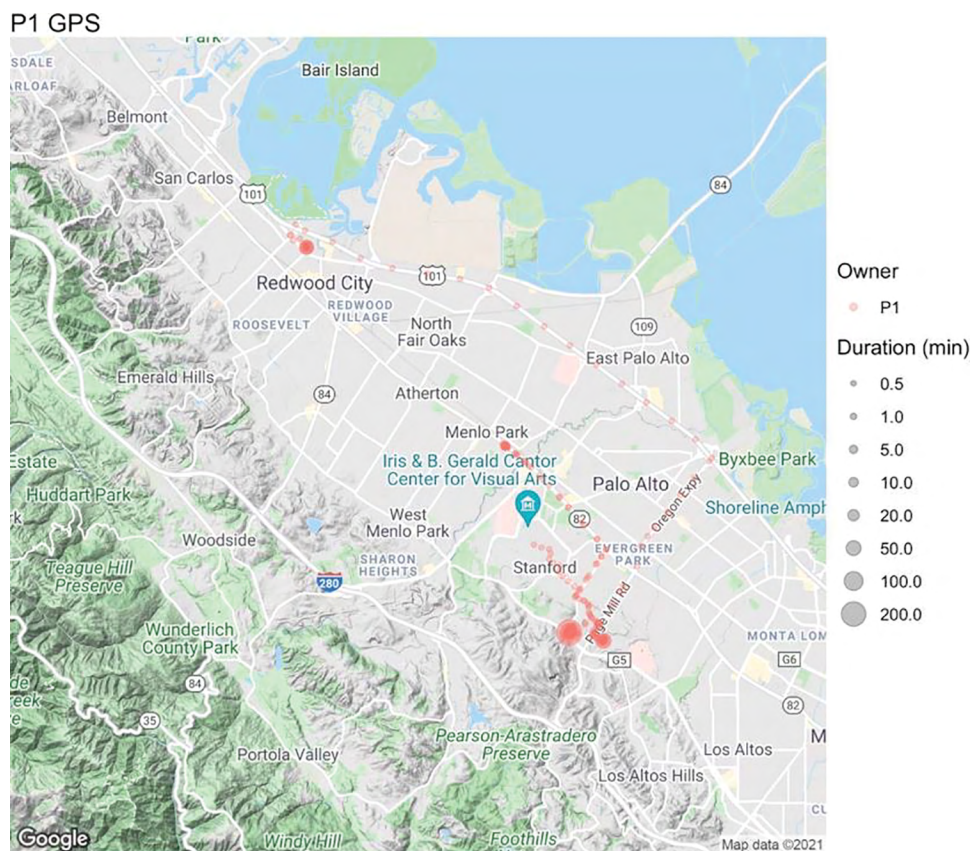 P1 GPS
Park
SDALE
ARLOAF
Bair Island
Belmont
San Carlos
101
84
Redwood City
101
REDWOOD
VILLAGE
ROOSEVELT
North
Fair Oaks
109
East Palo Alto
Emerald Hills
84
Atherton
Menlo Park
Iris & B. Gerald Cantor
Center for Visual Arts
Byxbee Park
Estate
Huddart Park
k
Palo Alto
Oregon Expy
Shoreline Amph
West
Menlo Park
82
Woodside
SHARON
HEIGHTS
EVERGREEN
PARK
Stanford
Teague Hill
Preserve
280
Page Mill Rd
Wunderlich
County Park
G5
MONTA LOM
G6
de
reek
e
84
35
82
Portola Valley
Pearson-Arastradero
Preserve
M
Los Altos
Los Altos Hills
CU
Google
Windy Hill
Foothills
Map data ©2021
Owner
P1
Duration (min)
0.5
1.0
5.0
10.0
20.0
50.0
100.0
200.0